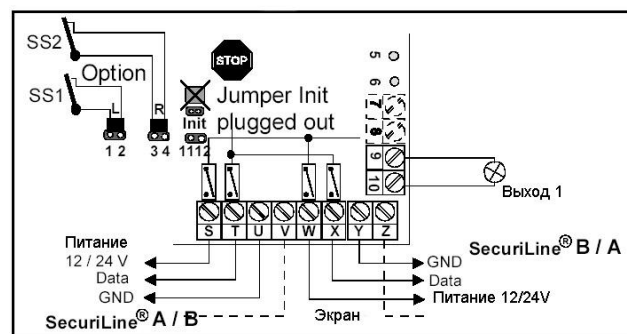 SS2
STOP
5
Option
6
SS1
L
R
Jumper Init
7
Init
plugged out
8
1 2
3 4
1112
9
10
Выход 1
S T U V W X Y Z
Питание
12 / 24 V
GND
SecuriLine® B / A
Data
Data
GND
Питание 12/24V
SecuriLine® A / B
Экран